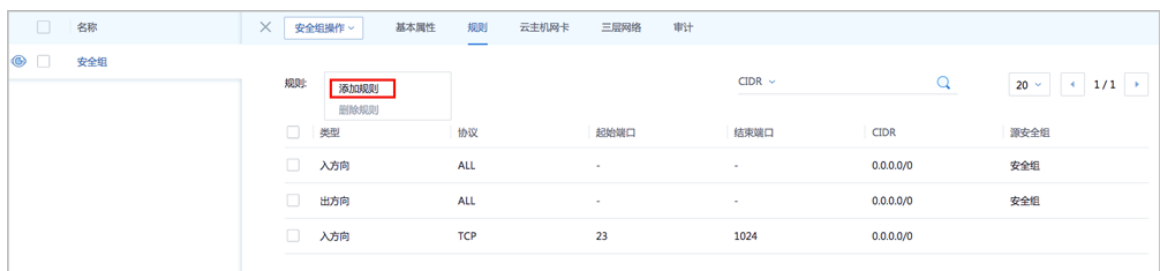 名称
安全组操作 基本属性 规则 云主机网卡 三层网络 审计
安全组
规则: 添加规则 CIDR 20 1 / 1
删除规则
类型 协议 起始端口 结束端口 CIDR 源安全组
入方向 ALL - - 0.0.0.0/0 安全组
出方向 ALL - - 0.0.0.0/0 安全组
入方向 TCP 23 1024 0.0.0.0/0